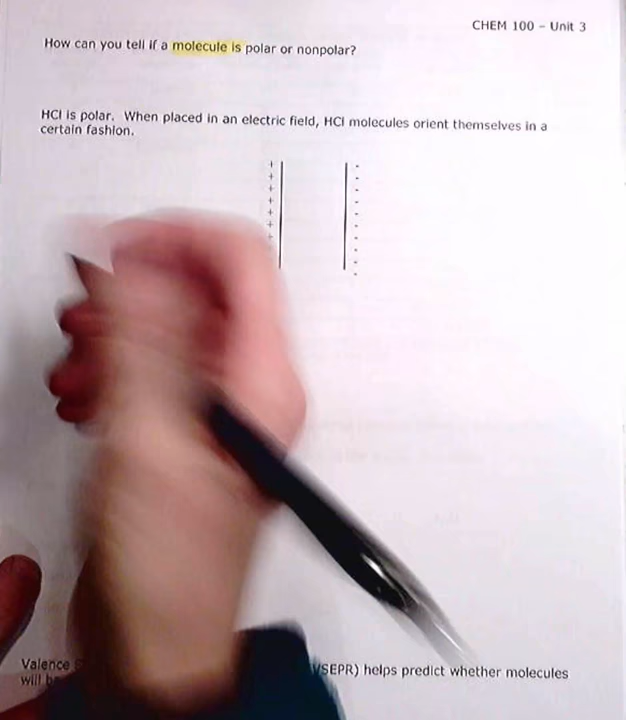 CHEM 100 – Unit 3
How can you tell if a molecule is polar or nonpolar?
HCl is polar. When placed in an electric field, HCl molecules orient themselves in a
certain fashion.
Valence VSEPR) helps predict whether molecules
will